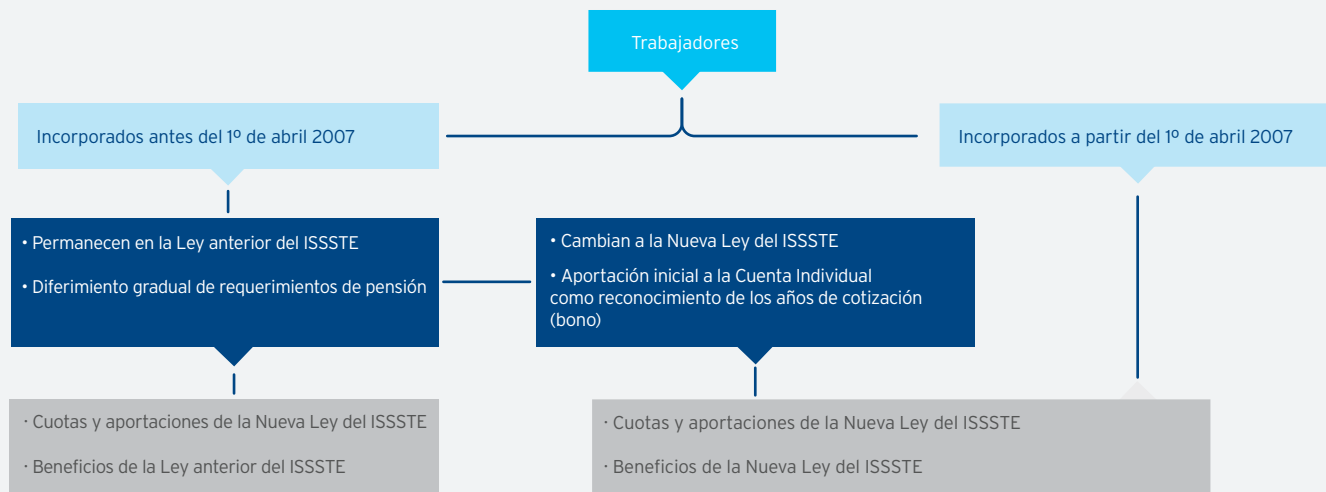 Trabajadores
Incorporados antes del 1º de abril 2007
Incorporados a partir del 1º de abril 2007
• Permanecen en la Ley anterior del ISSSTE
• Diferimiento gradual de requerimientos de pensión
• Cambian a la Nueva Ley del ISSSTE
• Aportación inicial a la Cuenta Individual
como reconocimiento de los años de cotización
(bono)
· Cuotas y aportaciones de la Nueva Ley del ISSSTE
· Beneficios de la Ley anterior del ISSSTE
· Cuotas y aportaciones de la Nueva Ley del ISSSTE
· Beneficios de la Nueva Ley del ISSSTE